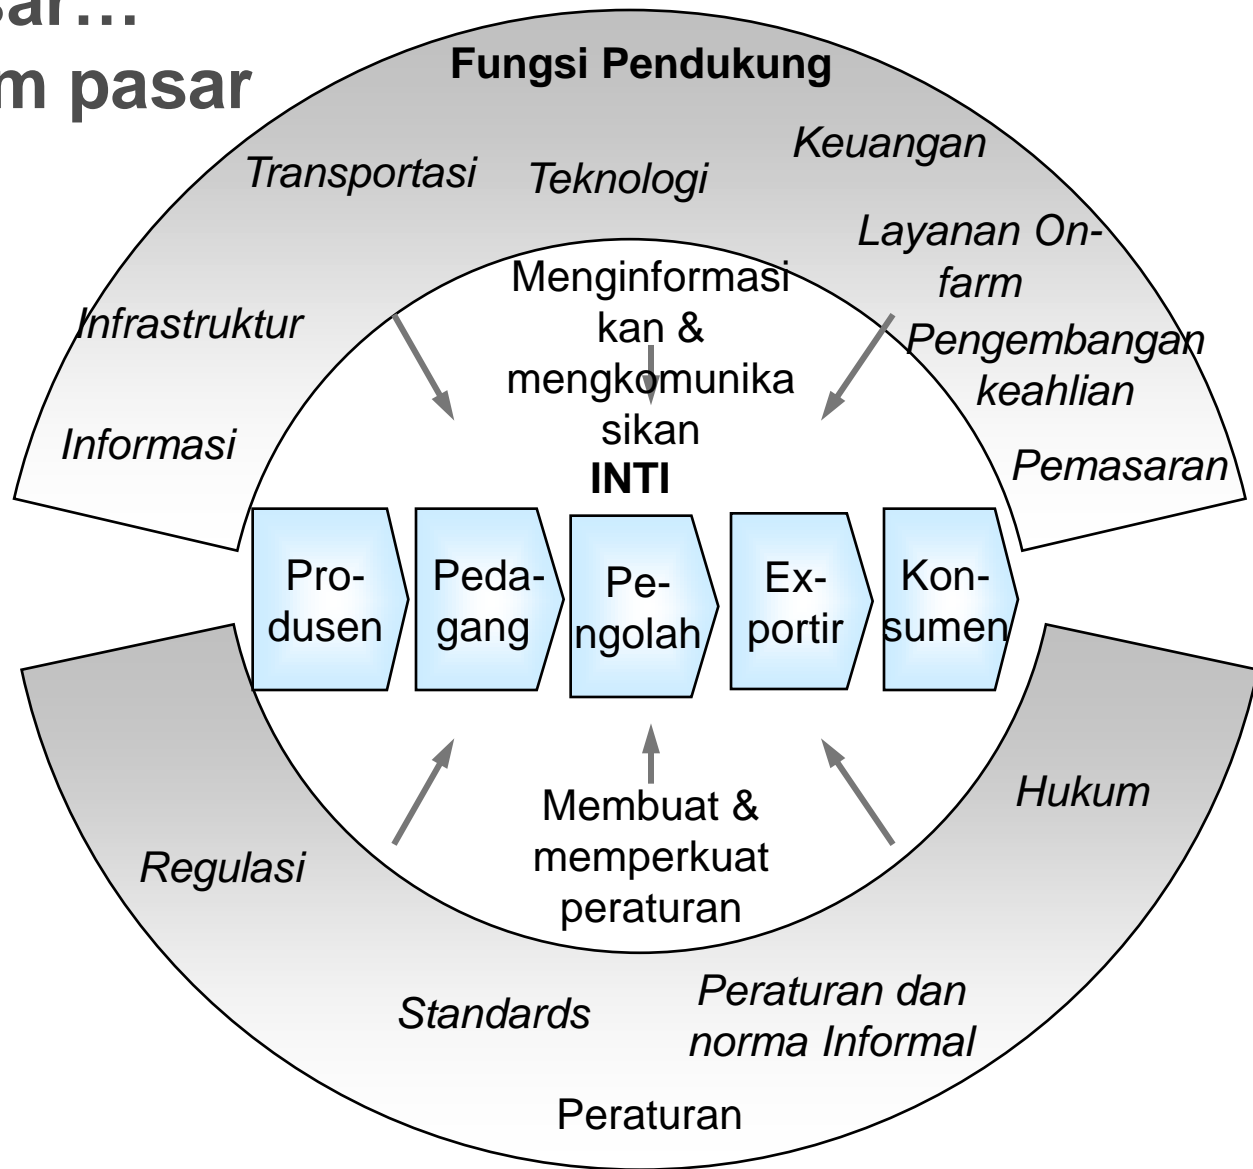 sar…
m pasar
Fungsi Pendukung
Keuangan
Transportasi
Teknologi
Layanan On-
farm
Infrastruktur
Pengembangan
keahlian
Informasi
Pemasaran
Menginformasi
kan &
mengkomunika
sikan
INTI
Pro-
dusen
Peda-
gang
Pe-
ngolah
Ex-
portir
Kon-
sumen
Membuat &
memperkuat
peraturan
Hukum
Regulasi
Standards
Peraturan dan
norma Informal
Peraturan